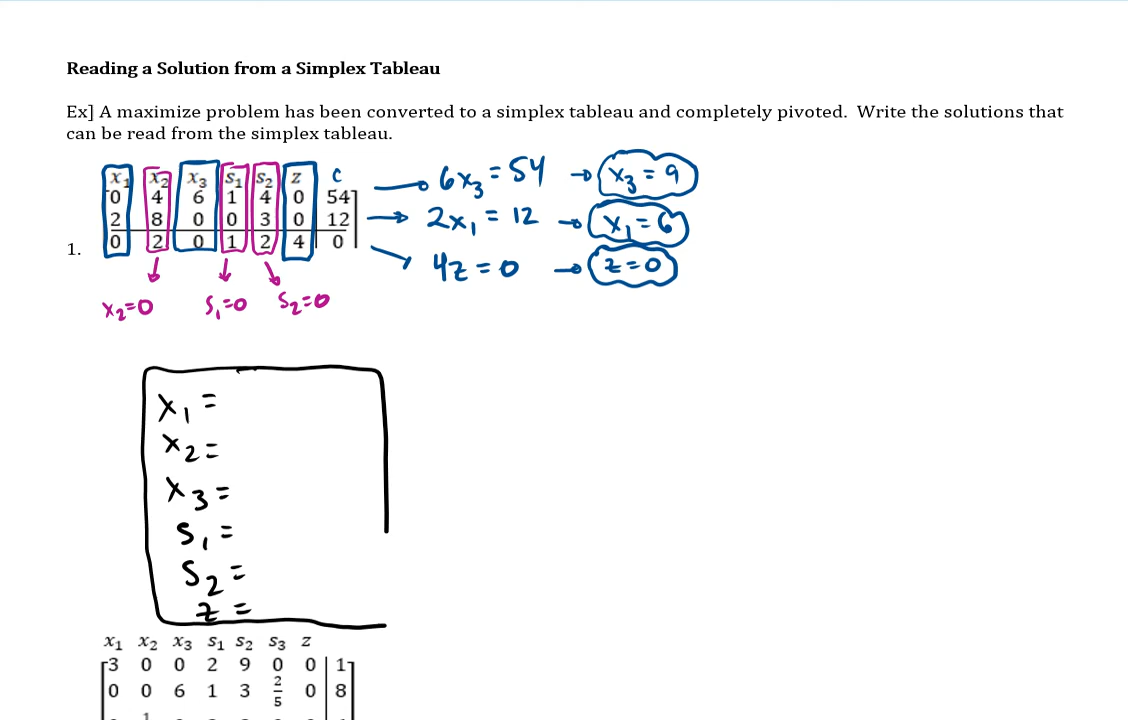 Reading a Solution from a Simplex Tableau
Ex] A maximize problem has been converted to a simplex tableau and completely pivoted. Write the solutions that
can be read from the simplex tableau.
x₁ x₂ x₃ s₁ s₂ z C
0 4 6 1 4 0 54 → 6x₃ = 54 → x₃ = 9
2 8 0 0 3 0 12 → 2x₁ = 12 → x₁ = 6
1. 0 2 0 1 2 4 0 → 4z = 0 → z = 0
x₂=0 s₁=0 s₂=0
x₁ =
x₂ =
x₃ =
s₁ =
s₂ =
z =
x₁ x₂ x₃ s₁ s₂ s₃ z
3 0 0 2 9 0 0 1
0 0 6 1 3 2/5 0 8